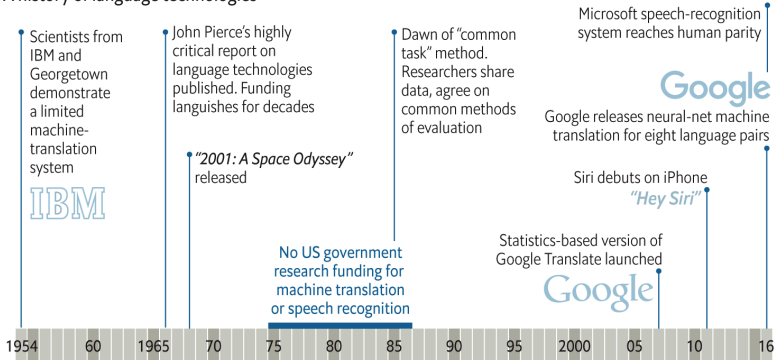 A history of language technologies
Scientists from
IBM and
Georgetown
demonstrate
a limited
machine-
translation
system
IBM
John Pierce's highly
critical report on
language technologies
published. Funding
languishes for decades
"2001: A Space Odyssey"
released
No US government
research funding for
machine translation
or speech recognition
Dawn of "common
task" method.
Researchers share
data, agree on
common methods
of evaluation
Statistics-based version of
Google Translate launched
Google
Siri debuts on iPhone
"Hey Siri"
Microsoft speech-recognition
system reaches human parity
Google
Google releases neural-net machine
translation for eight language pairs
1954 60 1965 70 75 80 85 90 95 2000 05 10 16